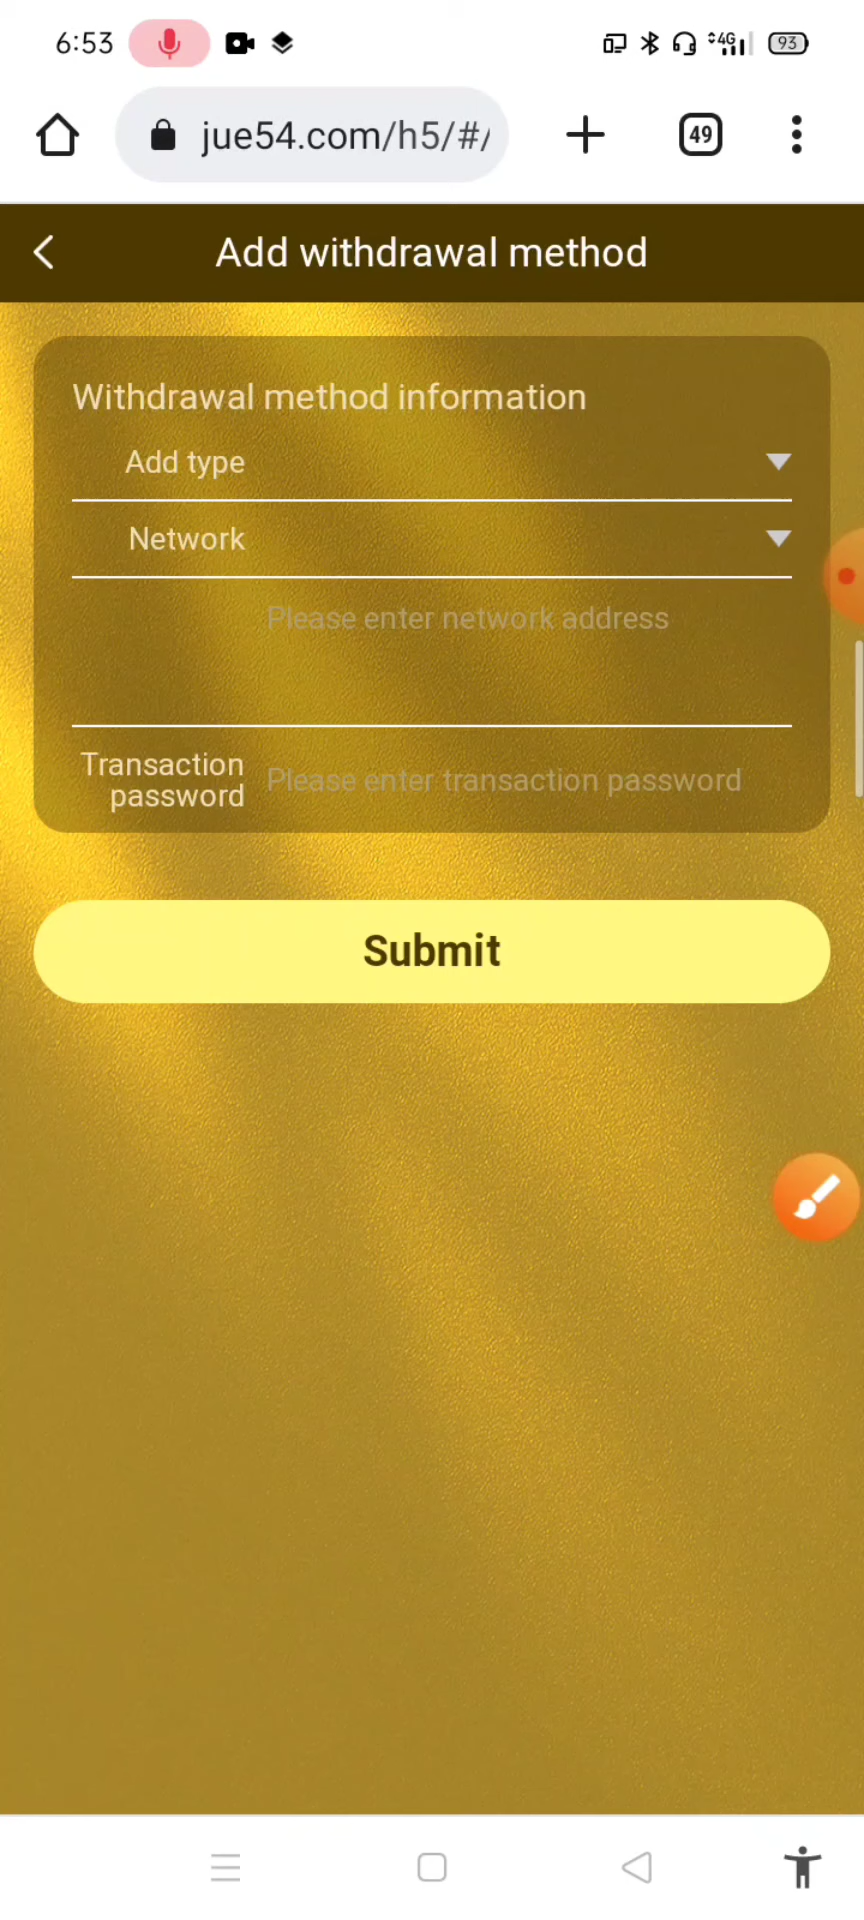 6:53
4G
93
jue54.com/h5/#/
49
Add withdrawal method
Withdrawal method information
Add type
Network
Please enter network address
Transaction
password
Please enter transaction password
Submit